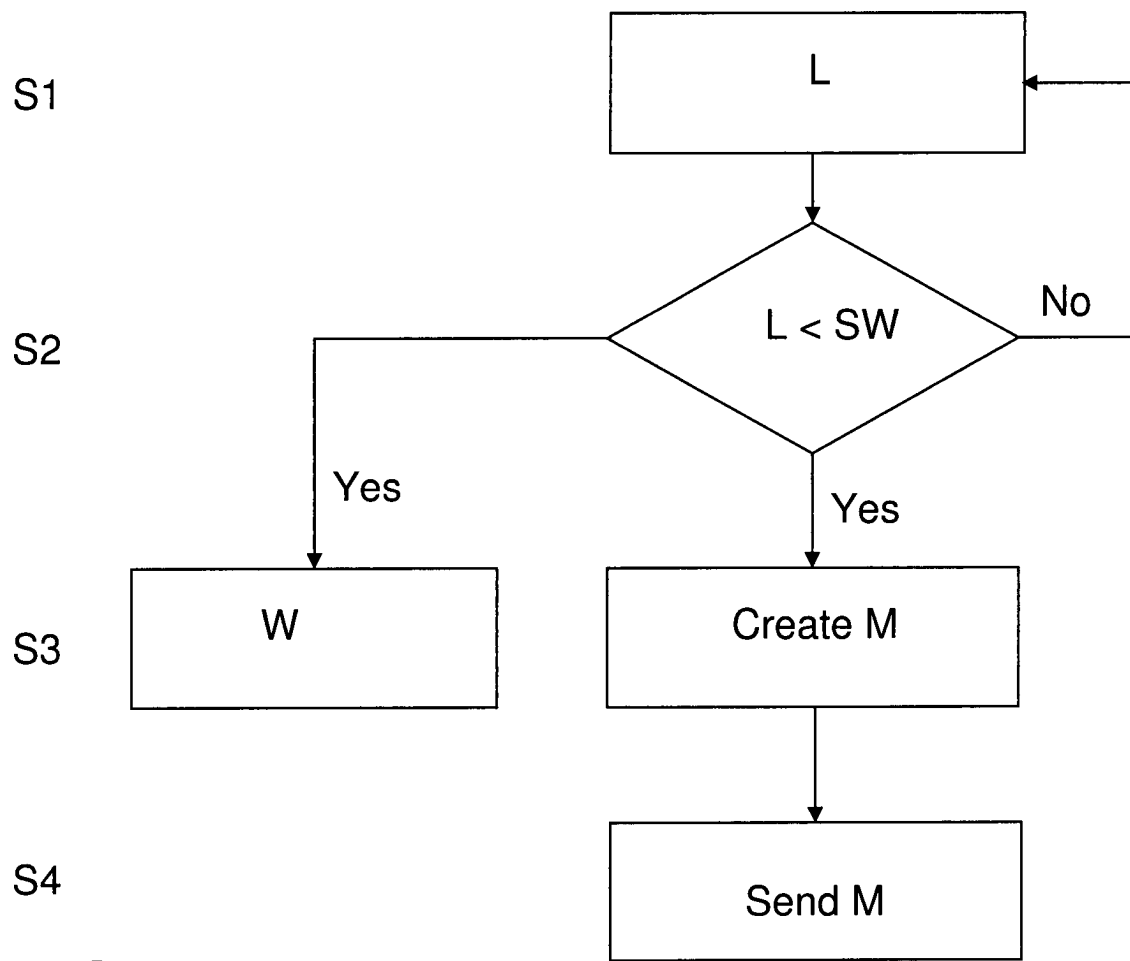 S1
L
S2
L < SW
No
Yes
Yes
S3
W
Create M
S4
Send M